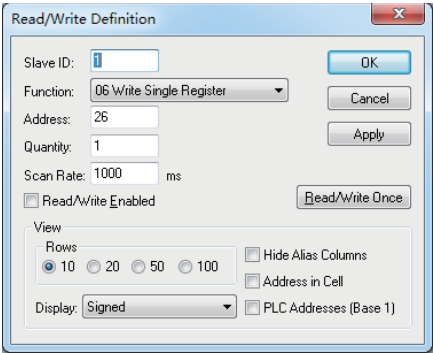 Read/Write Definition
Slave ID: 1
OK
Function: 06 Write Single Register
Cancel
Address: 26
Apply
Quantity: 1
Scan Rate: 1000 ms
Read/Write Enabled
Read/Write Once
View
Rows
10 20 50 100
Hide Alias Columns
Address in Cell
Display: Signed
PLC Addresses (Base 1)